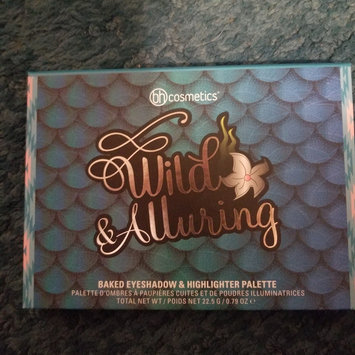 bh cosmetics®
Wild
& Alluring
BAKED EYESHADOW & HIGHLIGHTER PALETTE
PALETTE D'OMBRES À PAUPIÈRES CUITES ET DE POUDRES ILLUMINATRICES
TOTAL NET WT / POIDS NET 22.5 G / 0.79 OZ ℮